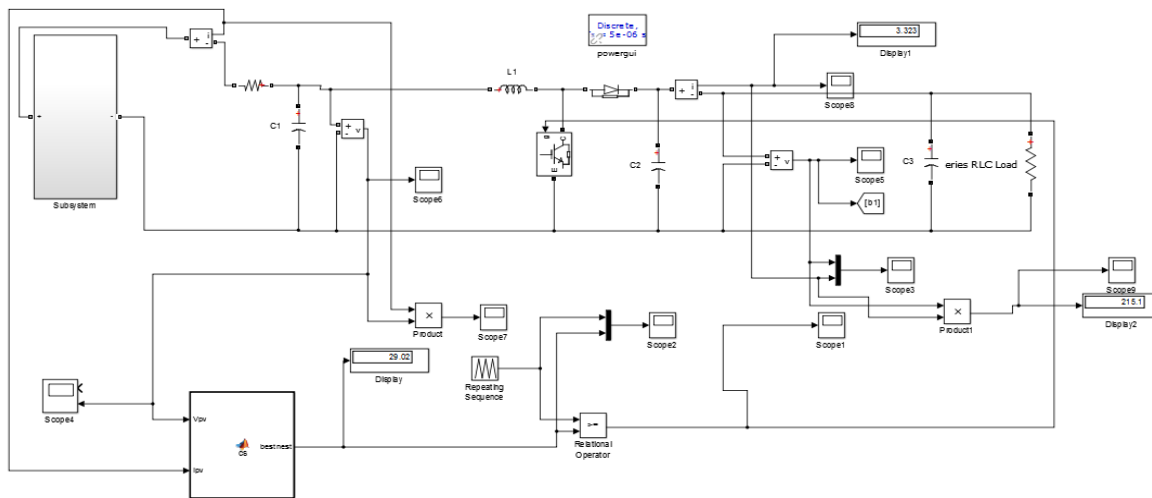 Discrete,
5e-06 s
powergui
3.323
Display1
L1
Scope8
+
i
-
C1
+
v
-
g
C
E
C2
C3
eries RLC Load
Scope5
[b1]
Subsystem
Scope6
Scope3
Scope9
215.1
Display2
×
Product
Scope7
Scope2
Scope1
×
Product1
29.02
Display
Repeating
Sequence
Scope4
Vpv
Ipv
bestnest
Relational
Operator